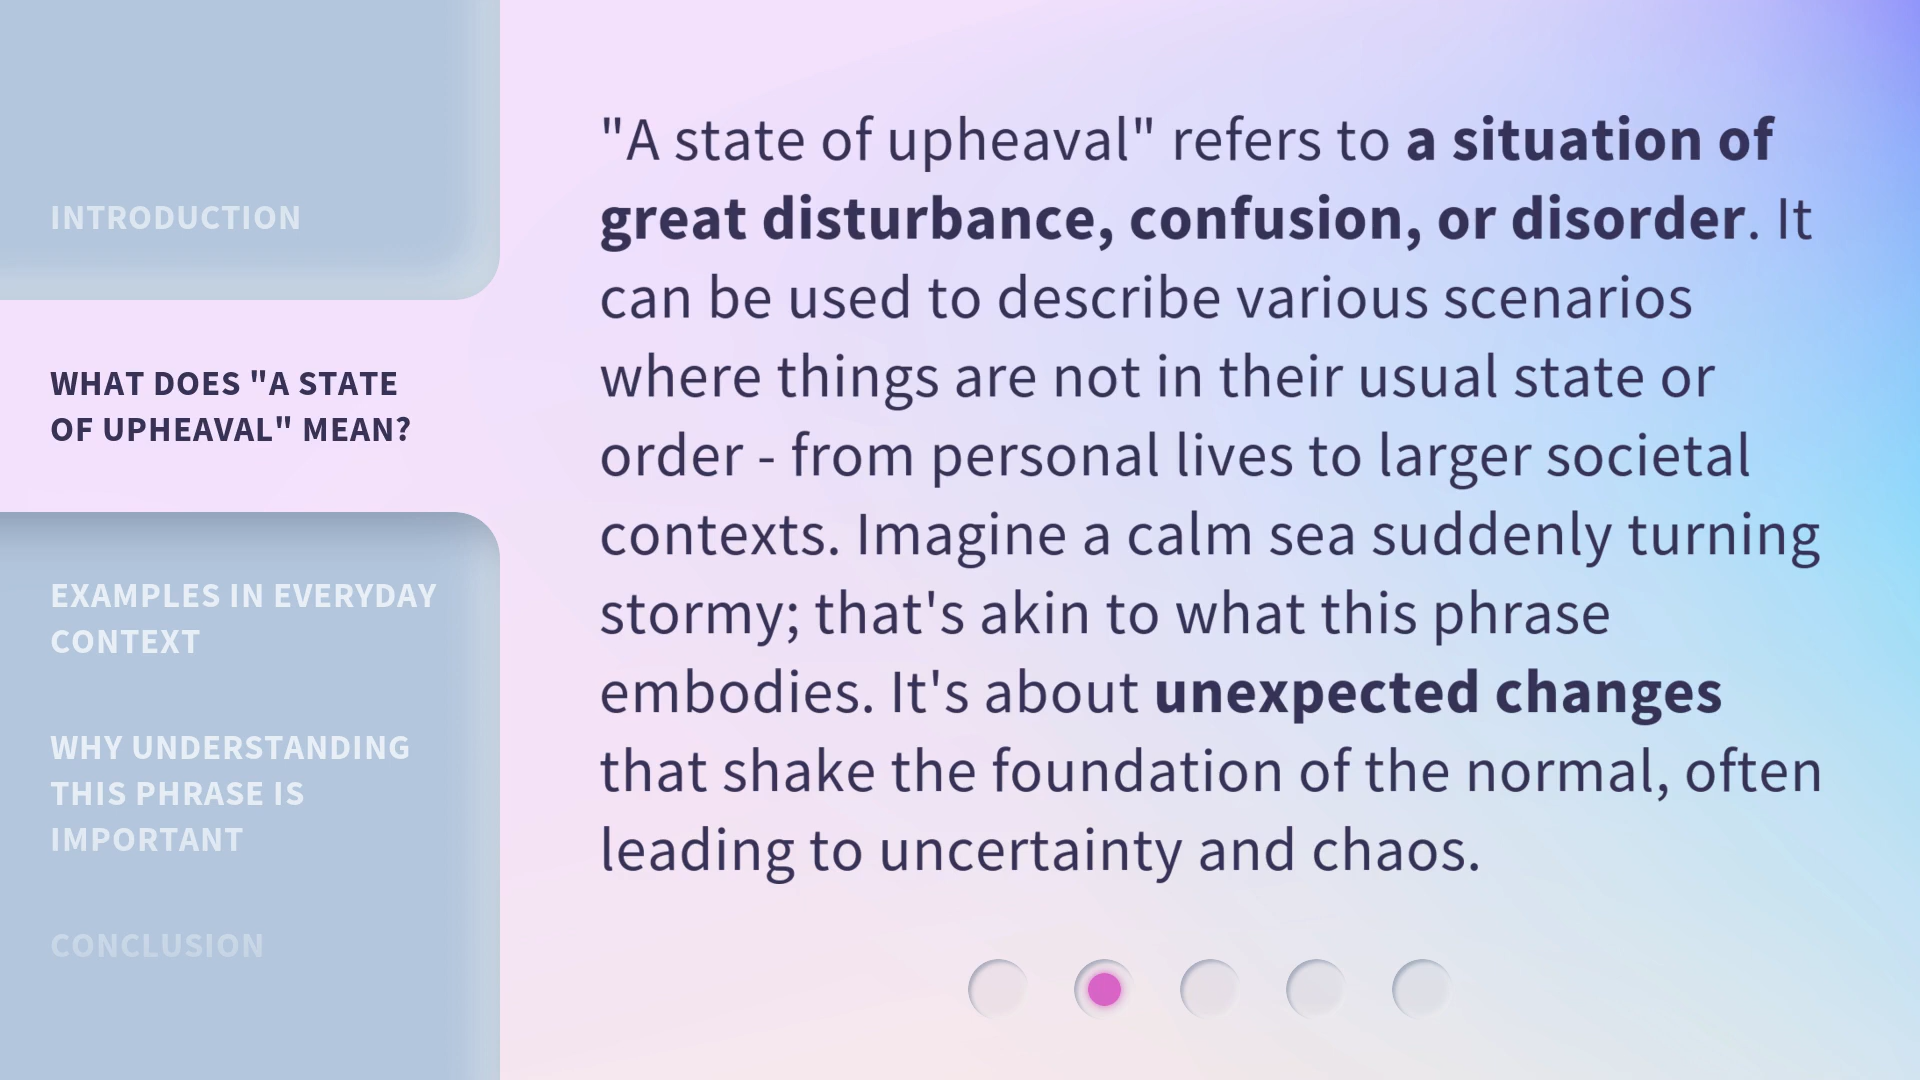 INTRODUCTION
WHAT DOES "A STATE
OF UPHEAVAL" MEAN?
EXAMPLES IN EVERYDAY
CONTEXT
WHY UNDERSTANDING
THIS PHRASE IS
IMPORTANT
CONCLUSION
"A state of upheaval" refers to a situation of
great disturbance, confusion, or disorder. It
can be used to describe various scenarios
where things are not in their usual state or
order - from personal lives to larger societal
contexts. Imagine a calm sea suddenly turning
stormy; that's akin to what this phrase
embodies. It's about unexpected changes
that shake the foundation of the normal, often
leading to uncertainty and chaos.